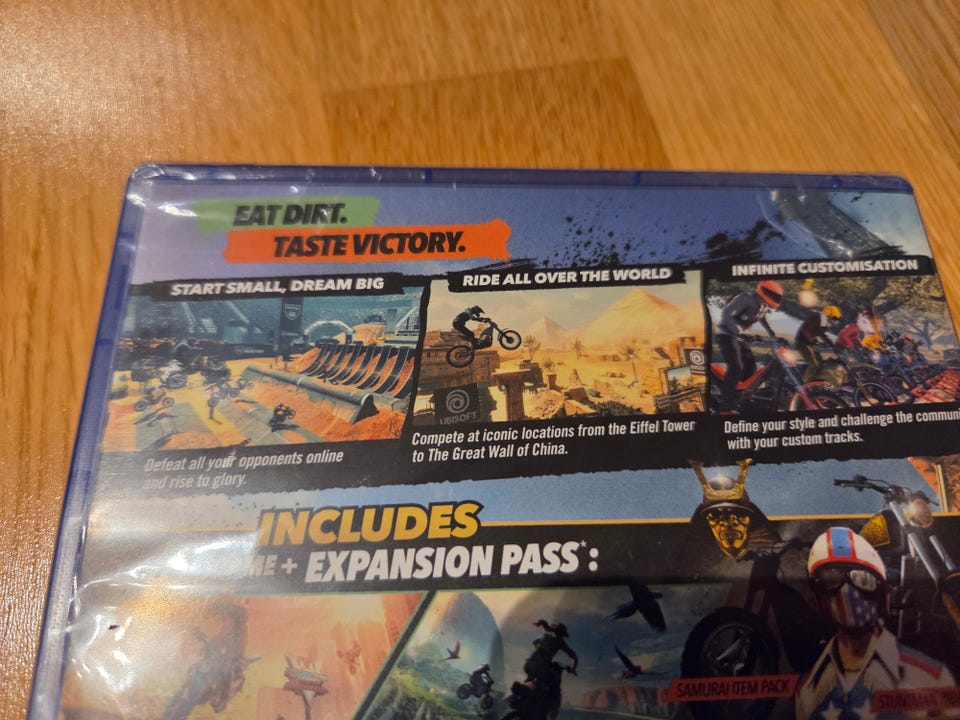 EAT DIRT.
TASTE VICTORY.
START SMALL, DREAM BIG
RIDE ALL OVER THE WORLD
INFINITE CUSTOMISATION
UBISOFT
Defeat all your opponents online
and rise to glory.
Compete at iconic locations from the Eiffel Tower
to The Great Wall of China.
Define your style and challenge the communi
with your custom tracks.
INCLUDES
ME + EXPANSION PASS*:
SAMURAI ITEM PACK
STUNTMAN